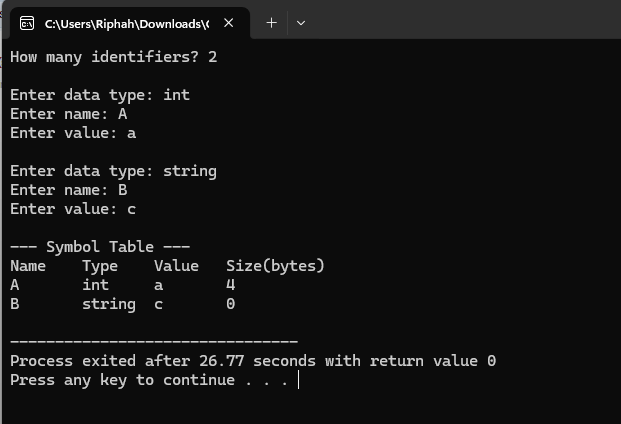 C:\Users\Riphah\Downloads\
How many identifiers? 2
Enter data type: int
Enter name: A
Enter value: a
Enter data type: string
Enter name: B
Enter value: c
--- Symbol Table ---
Name    Type    Value   Size(bytes)
A       int     a       4
B       string  c       0
--------------------------------
Process exited after 26.77 seconds with return value 0
Press any key to continue . . .